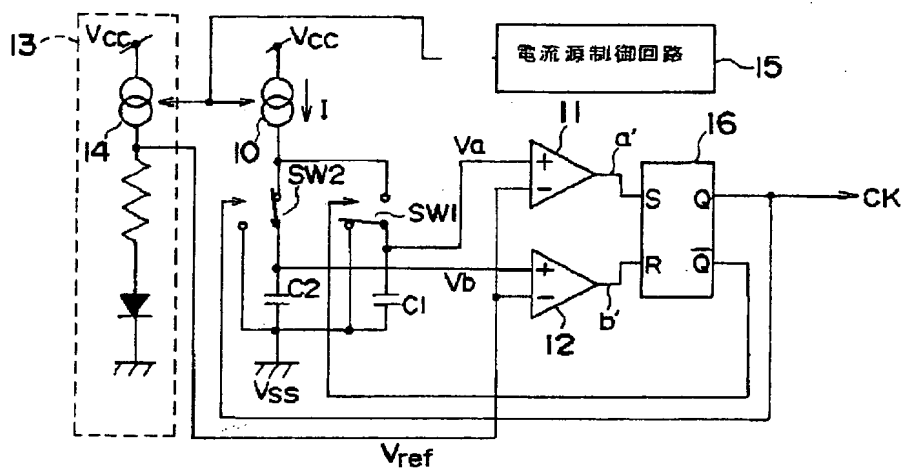 13
Vcc
Vcc
電流源制御回路
15
14
10
I
11
Va
a'
16
SW2
SW1
+
−
S
Q
CK
R
Q̅
Vb
+
−
b'
12
C2
C1
Vss
Vref